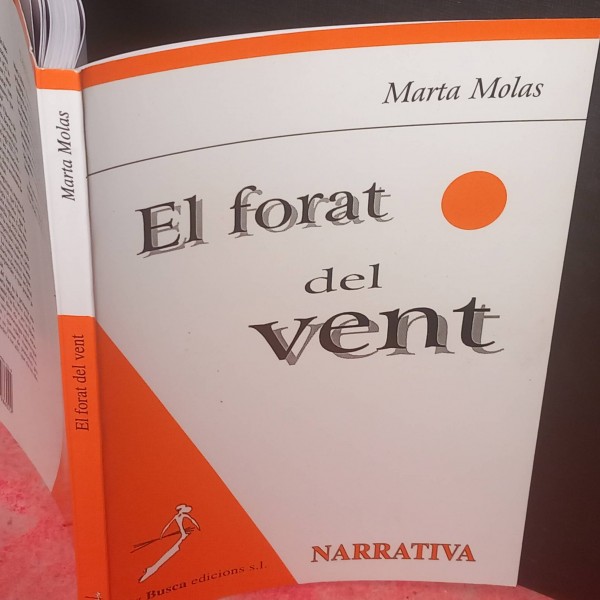 Marta Molas
El forat
del
vent
NARRATIVA
Busca edicions s.l.
Marta Molas
El forat del vent